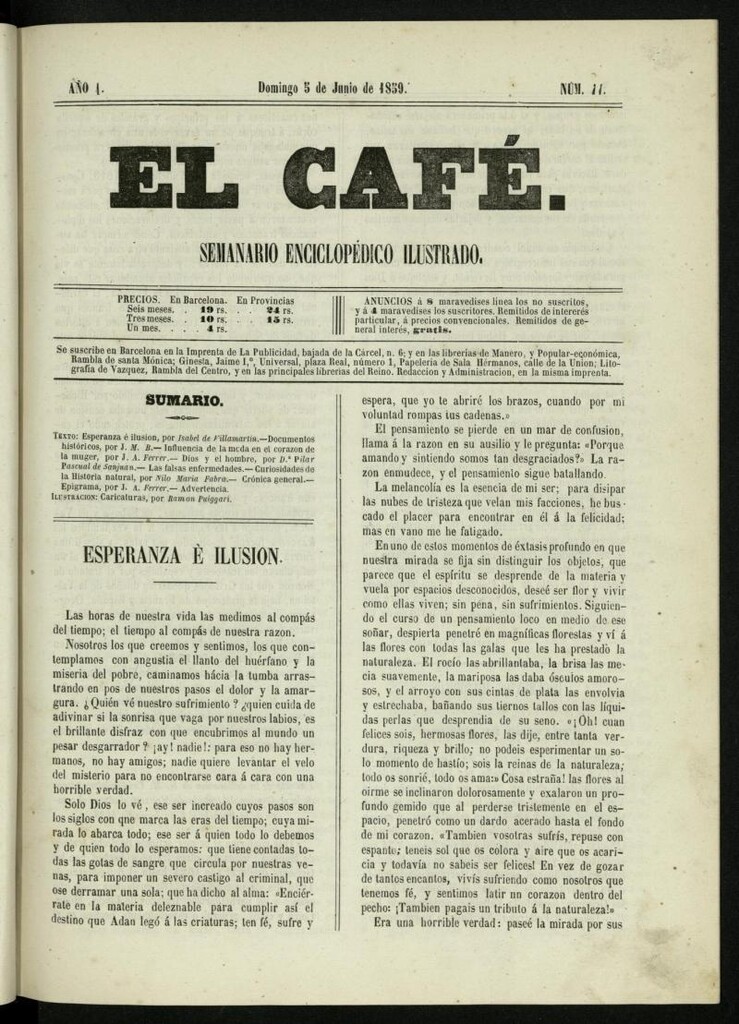 AÑO 1. Domingo 5 de Junio de 1859. NÚM. 11.
EL CAFÉ.
SEMANARIO ENCICLOPÉDICO ILUSTRADO.
PRECIOS. En Barcelona. En Provincias
Seis meses. . 19 rs. . . 24 rs.
Tres meses. . 10 rs. . . 15 rs.
Un mes. . . . 4 rs.
ANUNCIOS á 8 maravedises linea los no suscritos,
y á 4 maravedises los suscritores. Remitidos de intererés
particular, á precios convencionales. Remitidos de ge-
neral interés, gratis.
Se suscribe en Barcelona en la Imprenta de La Publicidad, bajada de la Cárcel, n. 6; y en las librerias de Manero, y Popular-económica,
Rambla de santa Mónica; Ginesta, Jaime I,º, Universal, plaza Real, número 1, Papeleria de Sala Hermanos, calle de la Union; Lito-
grafia de Vazquez, Rambla del Centro, y en las principales librerias del Reino. Redaccion y Administracion, en la misma imprenta.
SUMARIO.
TEXTO: Esperanza é ilusion, por Isabel de Villamartin.—Documentos
históricos, por J. M. B.— Influencia de la moda en el corazon de
la muger, por J. A. Ferrer.— Dios y el hombre, por D.ª Pilar
Pascual de Sanjuan.— Las falsas enfermedades.— Curiosidades de
la Historia natural, por Nilo Maria Fabra.— Crónica general.—
Epigrama, por J. A. Ferrer.— Advertencia.
ILUSTRACION: Caricaturas, por Ramon Puiggari.
ESPERANZA È ILUSION.
Las horas de nuestra vida las medimos al compás
del tiempo; el tiempo al compás de nuestra razon.
Nosotros los que creemos y sentimos, los que con-
templamos con angustia el llanto del huérfano y la
miseria del pobre, caminamos hácia la tumba arras-
trando en pos de nuestros pasos el dolor y la amar-
gura. ¿Quién vé nuestro sufrimiento? ¿quien cuida de
adivinar si la sonrisa que vaga por nuestros labios, es
el brillante disfraz con que encubrimos al mundo un
pesar desgarrador? ¡ay! nadie!: para eso no hay her-
manos, no hay amigos; nadie quiere levantar el velo
del misterio para no encontrarse cara á cara con una
horrible verdad.
Solo Dios lo vé, ese ser increado cuyos pasos son
los siglos con que marca las eras del tiempo; cuya mi-
rada lo abarca todo; ese ser á quien todo lo debemos
y de quien todo lo esperamos: que tiene contadas to-
das las gotas de sangre que circula por nuestras ve-
nas, para imponer un severo castigo al criminal, que
ose derramar una sola; que ha dicho al alma: «Enciér-
rate en la materia deleznable para cumplir así el
destino que Adan legó á las criaturas; ten fé, sufre y
espera, que yo te abriré los brazos, cuando por mi
voluntad rompas tus cadenas.»
El pensamiento se pierde en un mar de confusion,
llama á la razon en su ausilio y le pregunta: «Porque
amando y sintiendo somos tan desgraciados?» La ra-
zon enmudece, y el pensamiento sigue batallando.
La melancolía es la esencia de mi ser; para disipar
las nubes de tristeza que velan mis facciones, he bus-
cado el placer para encontrar en él á la felicidad;
mas en vano me he fatigado.
En uno de estos momentos de éxtasis profundo en que
nuestra mirada se fija sin distinguir los objetos, que
parece que el espíritu se desprende de la materia y
vuela por espacios desconocidos, deseé ser flor y vivir
como ellas viven; sin pena, sin sufrimientos. Siguien-
do el curso de un pensamiento loco en medio de ese
soñar, despierta penetré en magníficas florestas y ví á
las flores con todas las galas que les ha prestado la
naturaleza. El rocío las abrillantaba, la brisa las me
cia suavemente, la mariposa las daba ósculos amoro-
sos, y el arroyo con sus cintas de plata las envolvia
y estrechaba, bañando sus tiernos tallos con las líqui-
das perlas que desprendia de su seno. «¡Óh! cuan
felices sois, hermosas flores, las dije, entre tanta ver-
dura, riqueza y brillo; no podeis esperimentar un so-
lo momento de hastío; sois la reinas de la naturaleza;
todo os sonrié, todo os ama:» Cosa estraña! las flores al
oirme se inclinaron dolorosamente y exalaron un pro-
fundo gemido que al perderse tristemente en el es-
pacio, penetró como un dardo acerado hasta el fondo
de mi corazon. «Tambien vosotras sufrís, repuse con
espanto; teneis sol que os colora y aire que os acari-
cia y todavía no sabeis ser felices! En vez de gozar
de tantos encantos, vivís sufriendo como nosotros que
tenemos fé, y sentimos latir un corazon dentro del
pecho: ¡Tambien pagais un tributo á la naturaleza!»
Era una horrible verdad: paseé la mirada por sus